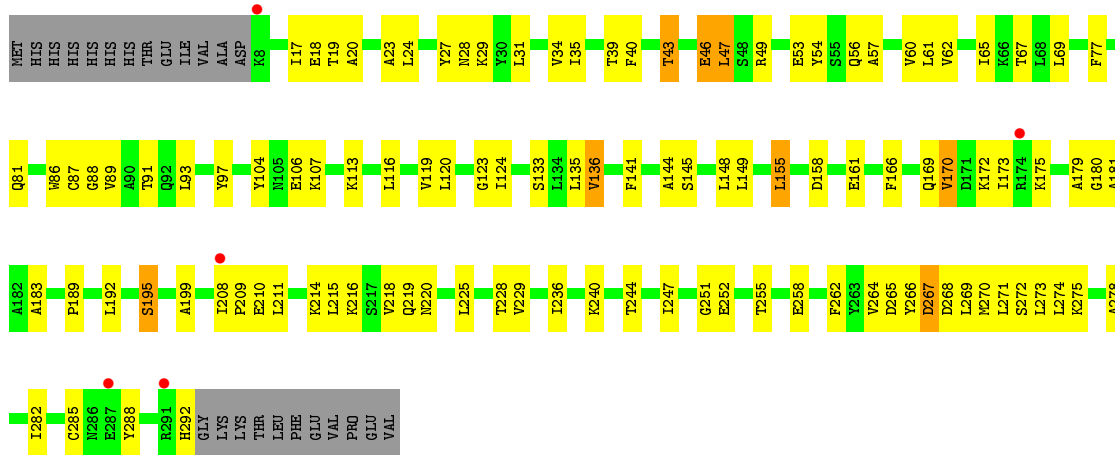 MET HIS HIS HIS HIS HIS HIS THR GLU ILE VAL ALA ASP K8 I17 E18 T19 A20 A23 L24 Y27 N28 K29 Y30 L31 V34 I35 T39 F40 T43 E46 L47 S48 R49 E53 Y54 S55 Q56 A57 V60 L61 V62 I65 K66 T67 L68 L69 F77
Q81 W86 C87 G88 V89 A90 T91 Q92 L93 Y97 Y104 N105 E106 K107 K113 L116 V119 L120 G123 I124 S133 L134 L135 V136 F141 A144 S145 L148 L149 L155 D158 E161 F166 Q169 V170 D171 K172 I173 R174 K175 A179 G180 A181
A182 A183 P189 L192 S195 A199 I208 P209 E210 L211 K214 L215 K216 S217 V218 Q219 N220 L225 T228 V229 I236 K240 T244 I247 G251 E252 T255 E258 F262 Y263 V264 D265 Y266 D267 D268 L269 M270 L271 S272 L273 L274 K275
I282 C285 N286 E287 Y288 R291 H292 GLY LYS LYS THR LEU PHE GLU VAL PRO GLU VAL